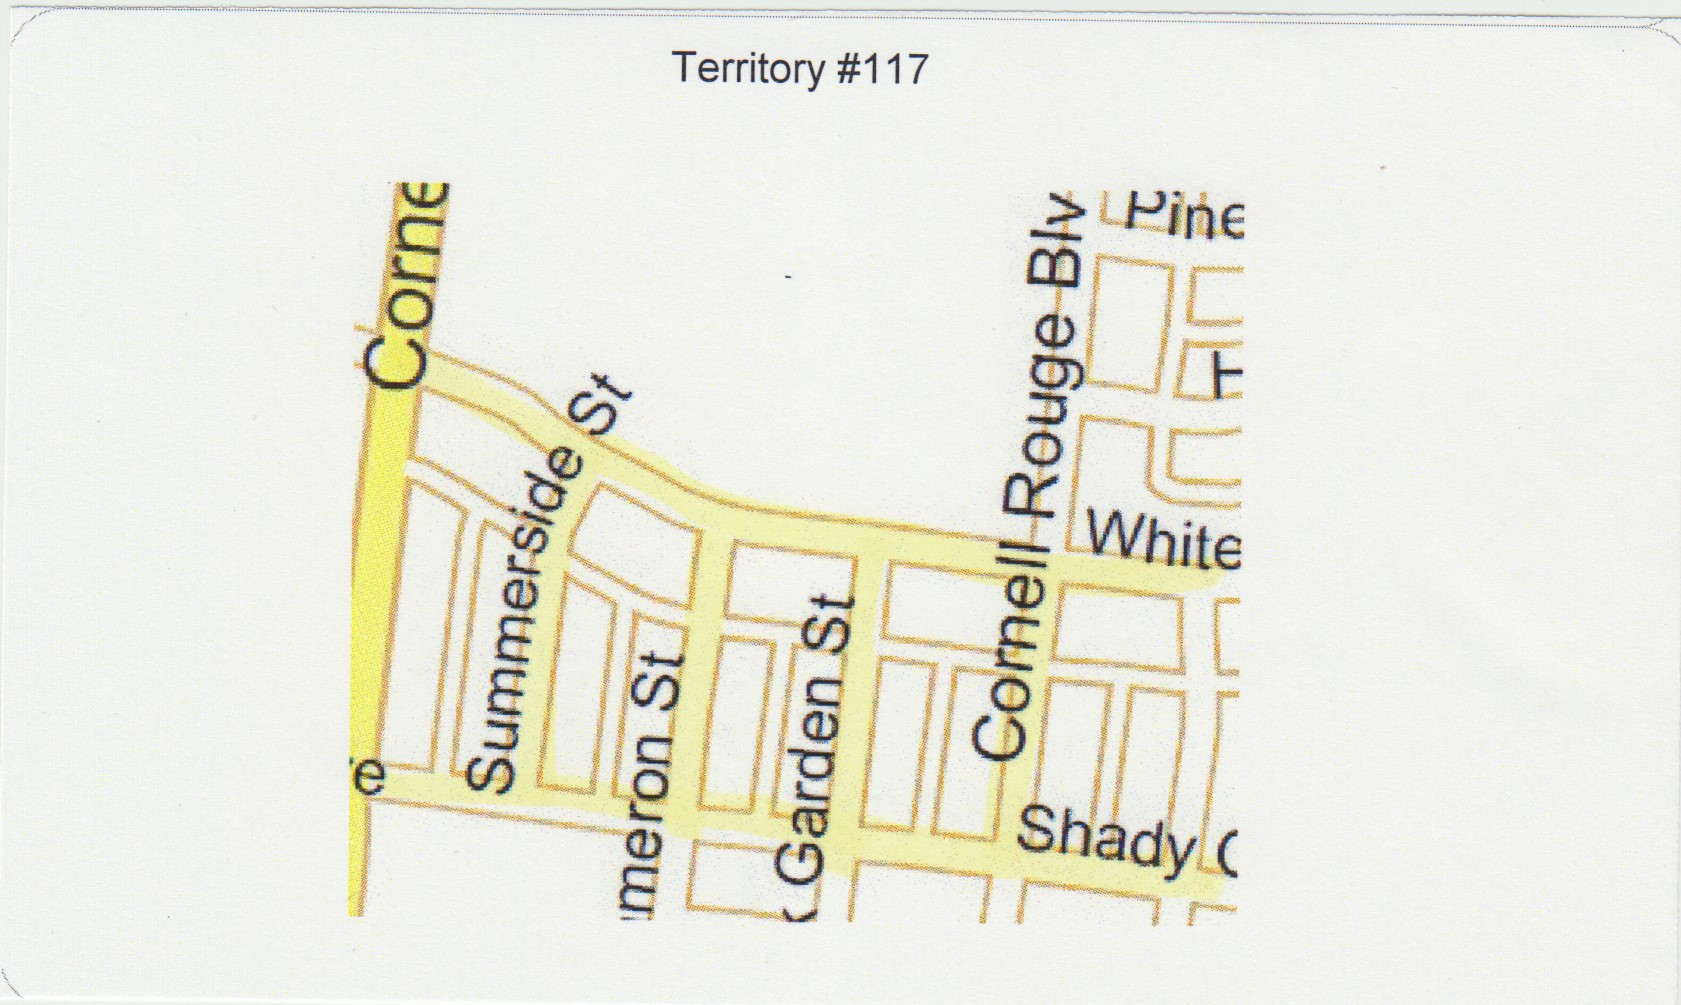 Territory #117
Corne
Pine
Cornell Rouge Blv
T
Summerside St
White
meron St
Garden St
e
Shady